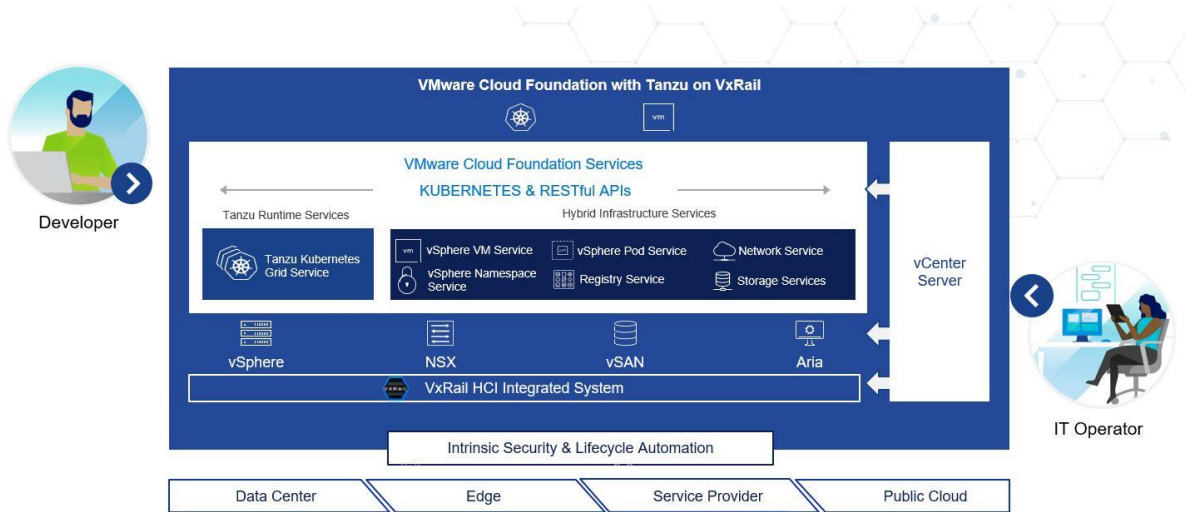 VMware Cloud Foundation with Tanzu on VxRail
vm
VMware Cloud Foundation Services
KUBERNETES & RESTful APIs
Tanzu Runtime Services
Hybrid Infrastructure Services
Tanzu Kubernetes
Grid Service
vm
vSphere VM Service
vSphere Pod Service
Network Service
vSphere Namespace
Service
Registry Service
Storage Services
vCenter
Server
Developer
IT Operator
vSphere
NSX
vSAN
Aria
VXRAIL
VxRail HCI Integrated System
Intrinsic Security & Lifecycle Automation
Data Center
Edge
Service Provider
Public Cloud